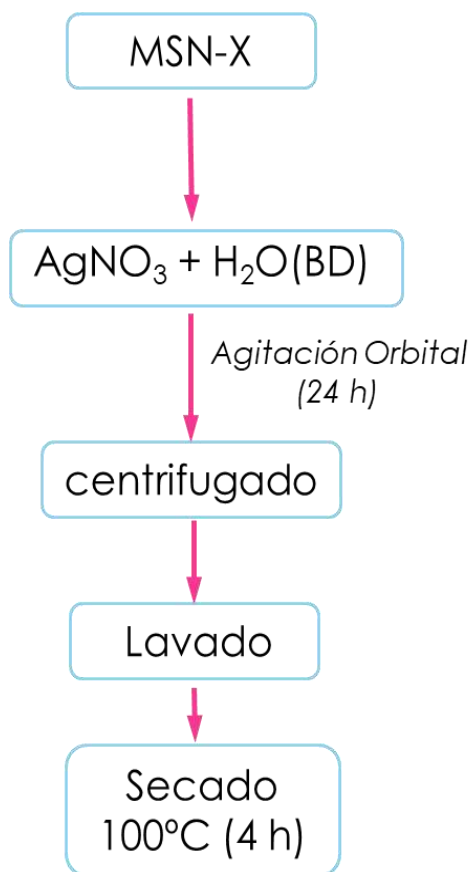 MSN-X
AgNO₃ + H₂O(BD)
Agitación Orbital
(24 h)
centrifugado
Lavado
Secado
100ºC (4 h)